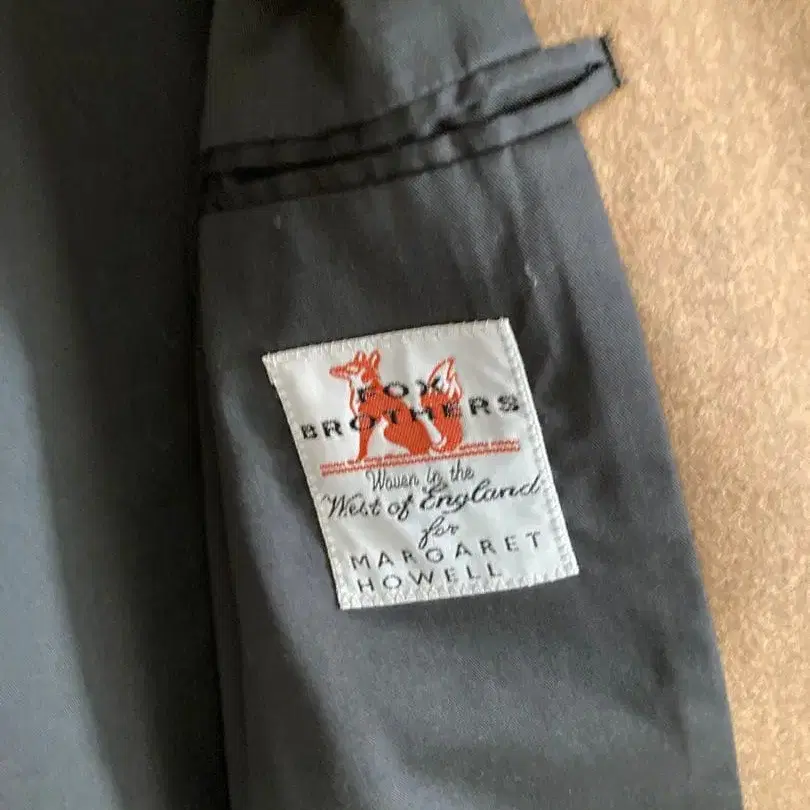 FOX
BROTHERS
Woven in the
West of England
for
MARGARET
HOWELL